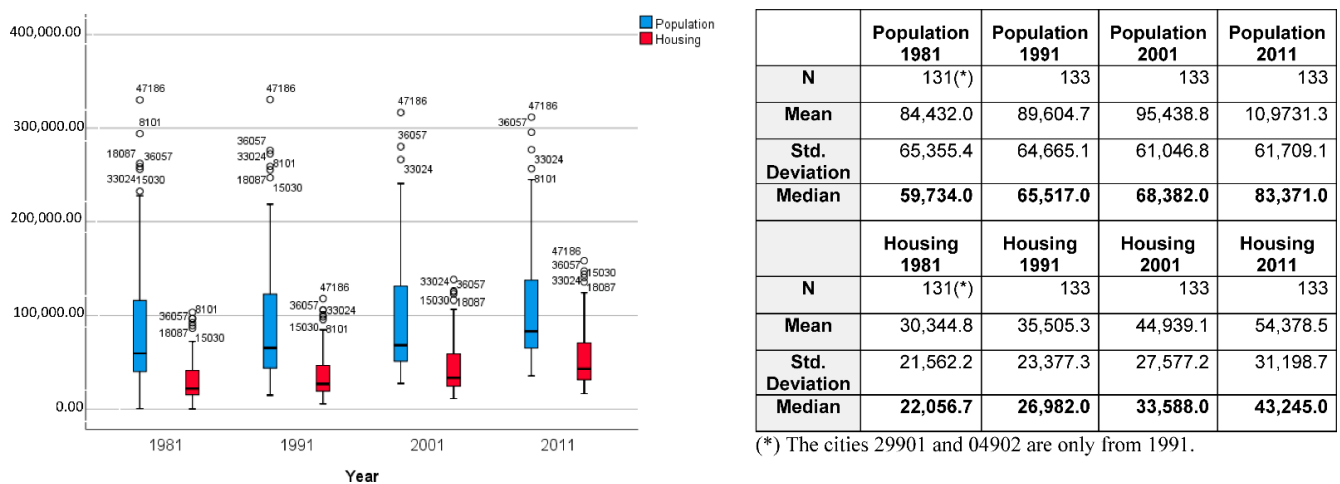 400,000.00
300,000.00
200,000.00
100,000.00
0.00
Population
Housing
47186
8101
18087 36057
33024 15030
36057 8101
18087 15030
47186
36057
33024 8101
18087 15030
47186
36057 33024
15030 8101
47186
36057
33024
33024 36057
15030 18087
47186
36057
33024
8101
47186
36057 15030
33024 18087
1981 1991 2001 2011
Year
Population 1981 Population 1991 Population 2001 Population 2011
N 131(*) 133 133 133
Mean 84,432.0 89,604.7 95,438.8 10,9731.3
Std. Deviation 65,355.4 64,665.1 61,046.8 61,709.1
Median 59,734.0 65,517.0 68,382.0 83,371.0
Housing 1981 Housing 1991 Housing 2001 Housing 2011
N 131(*) 133 133 133
Mean 30,344.8 35,505.3 44,939.1 54,378.5
Std. Deviation 21,562.2 23,377.3 27,577.2 31,198.7
Median 22,056.7 26,982.0 33,588.0 43,245.0
(*) The cities 29901 and 04902 are only from 1991.